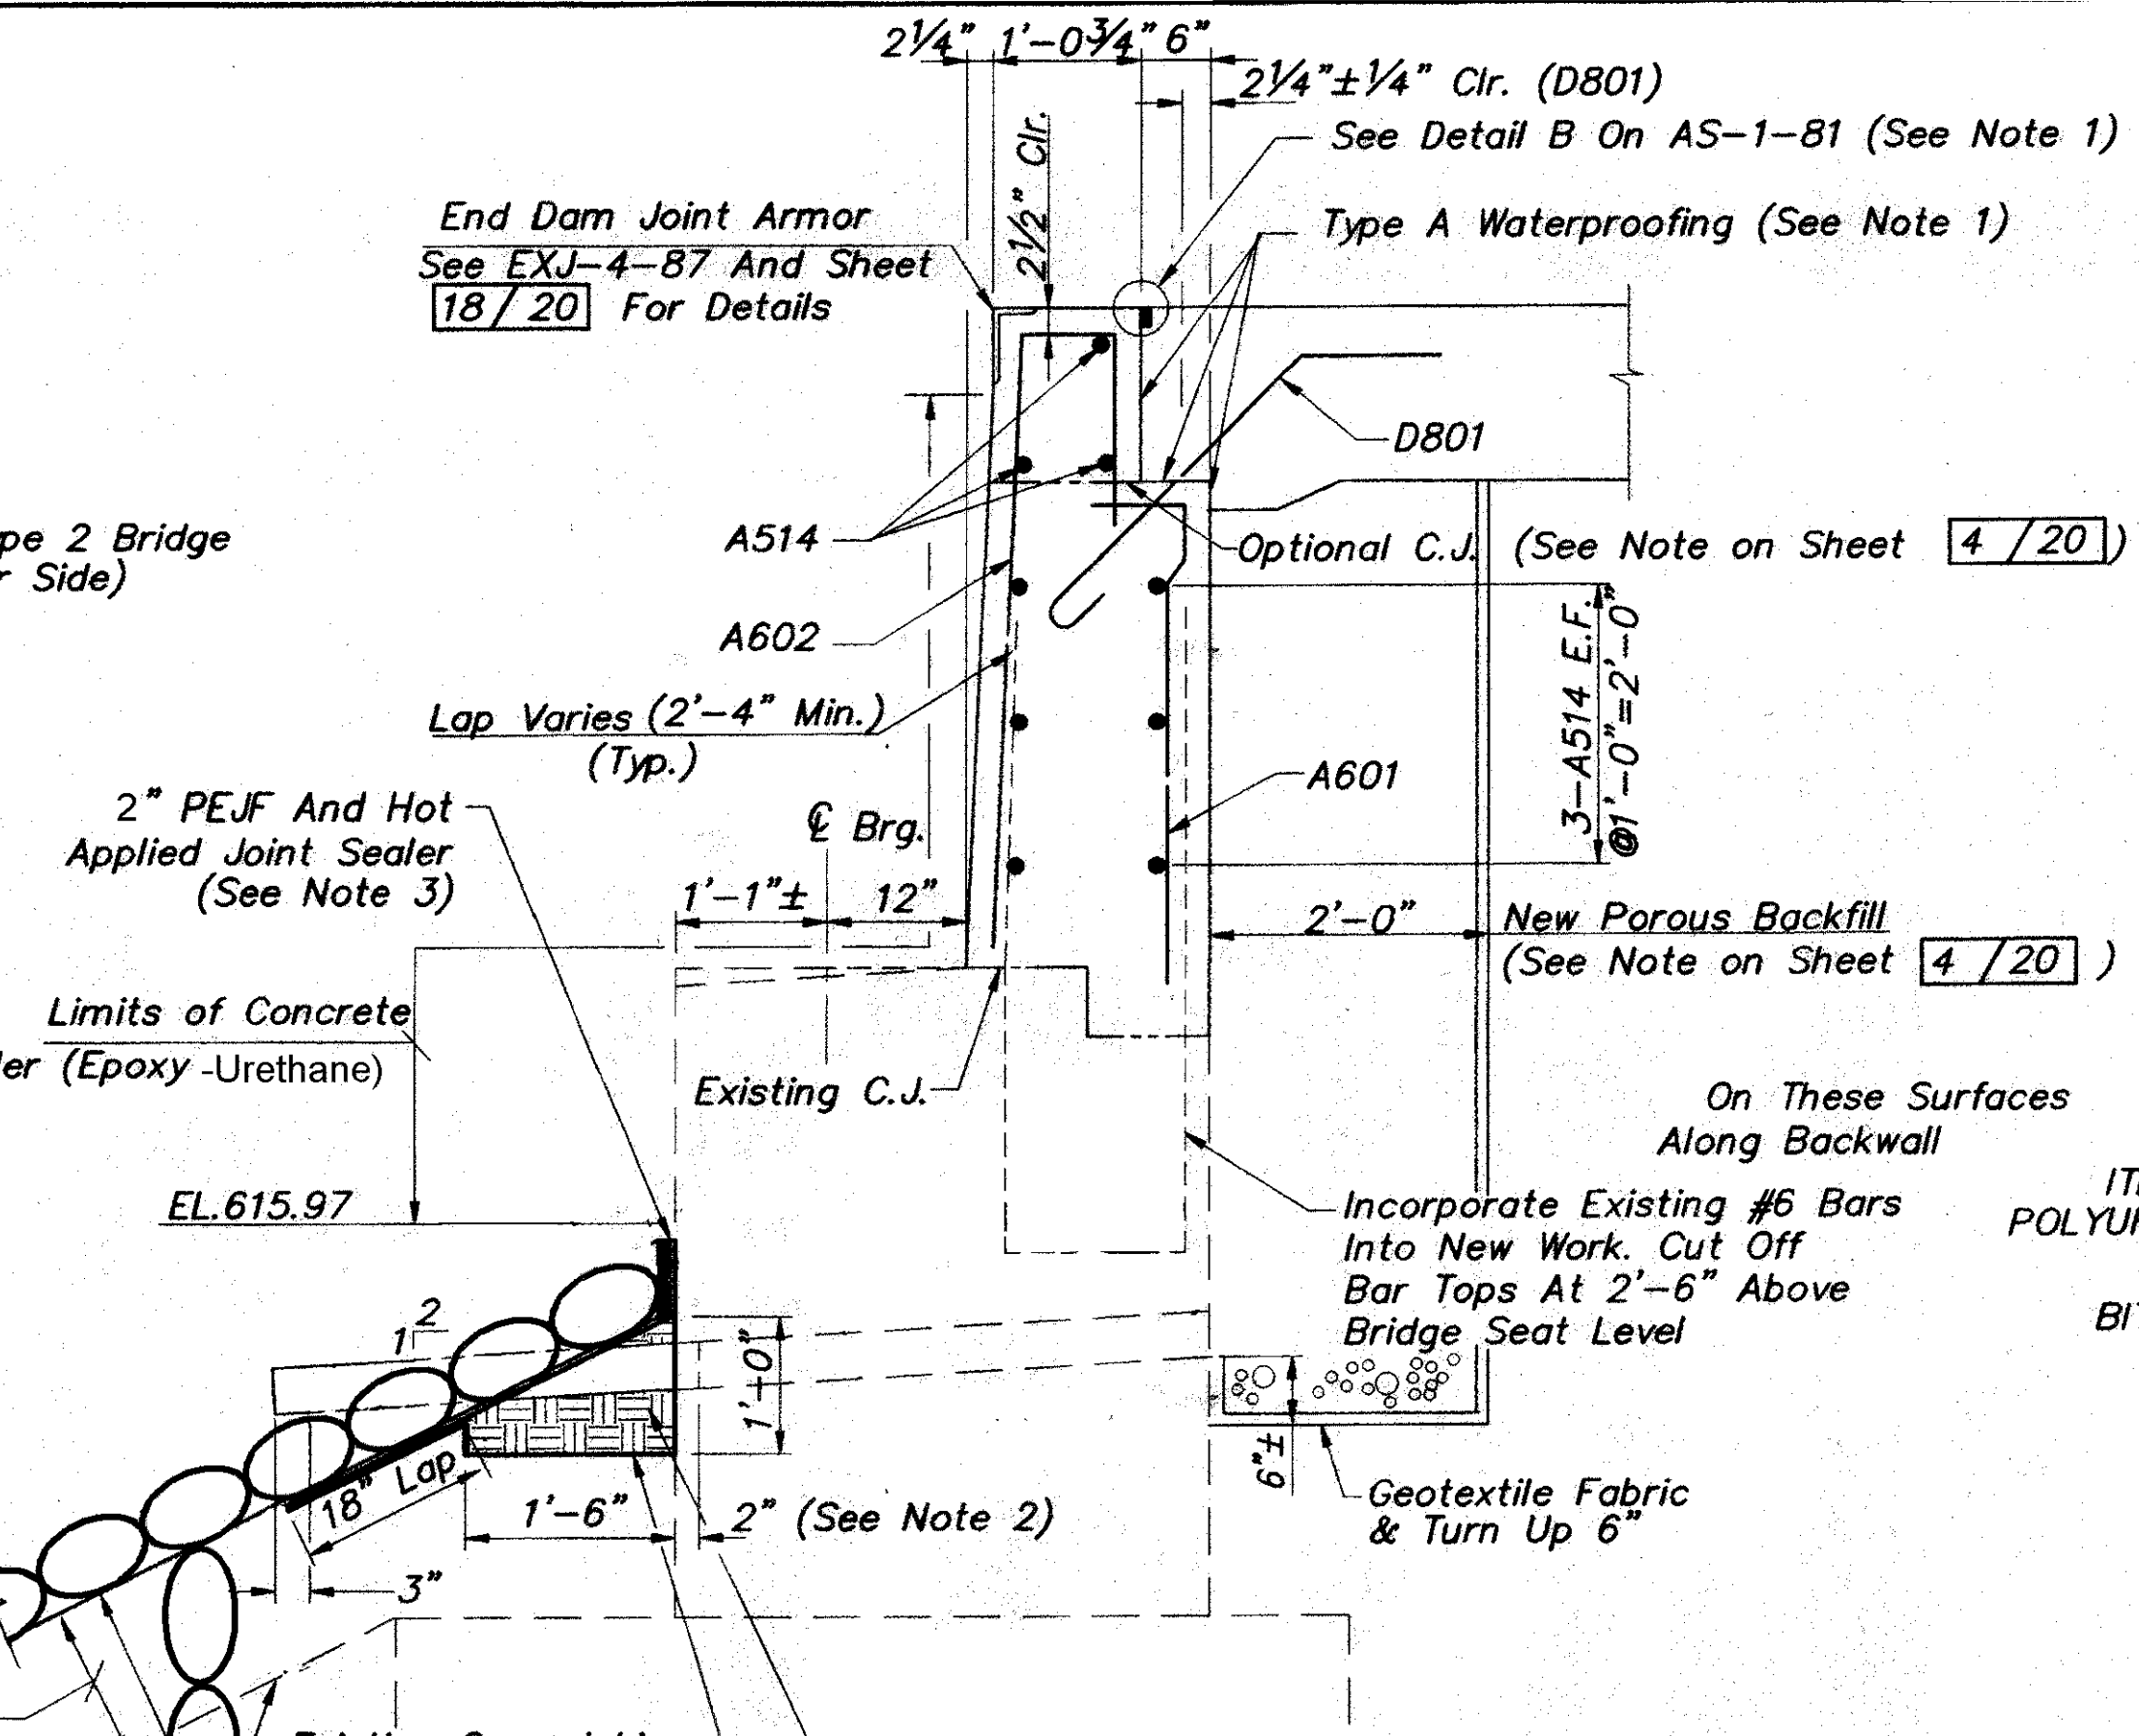 2¼" 1'-0¾" 6"
2¼"±¼" Clr. (D801)
See Detail B On AS-1-81 (See Note 1)
2½" Clr.
End Dam Joint Armor
See EXJ-4-87 And Sheet
18 / 20 For Details
Type A Waterproofing (See Note 1)
D801
pe 2 Bridge
r Side)
A514
Optional C.J. (See Note on Sheet 4 / 20 )
A602
Lap Varies (2'-4" Min.)
(Typ.)
3-A514 E.F.
@1'-0"=2'-0"
A601
2" PEJF And Hot
Applied Joint Sealer
(See Note 3)
℄ Brg.
1'-1"± 12"
2'-0" New Porous Backfill
(See Note on Sheet 4 / 20 )
Limits of Concrete
ler (Epoxy -Urethane)
Existing C.J.
On These Surfaces
Along Backwall
EL.615.97
Incorporate Existing #6 Bars
Into New Work. Cut Off
Bar Tops At 2'-6" Above
Bridge Seat Level
IT
POLYU
BI
2
1
1'-0"
18" Lap
1'-6"
2" (See Note 2)
6"±
Geotextile Fabric
& Turn Up 6"
3"